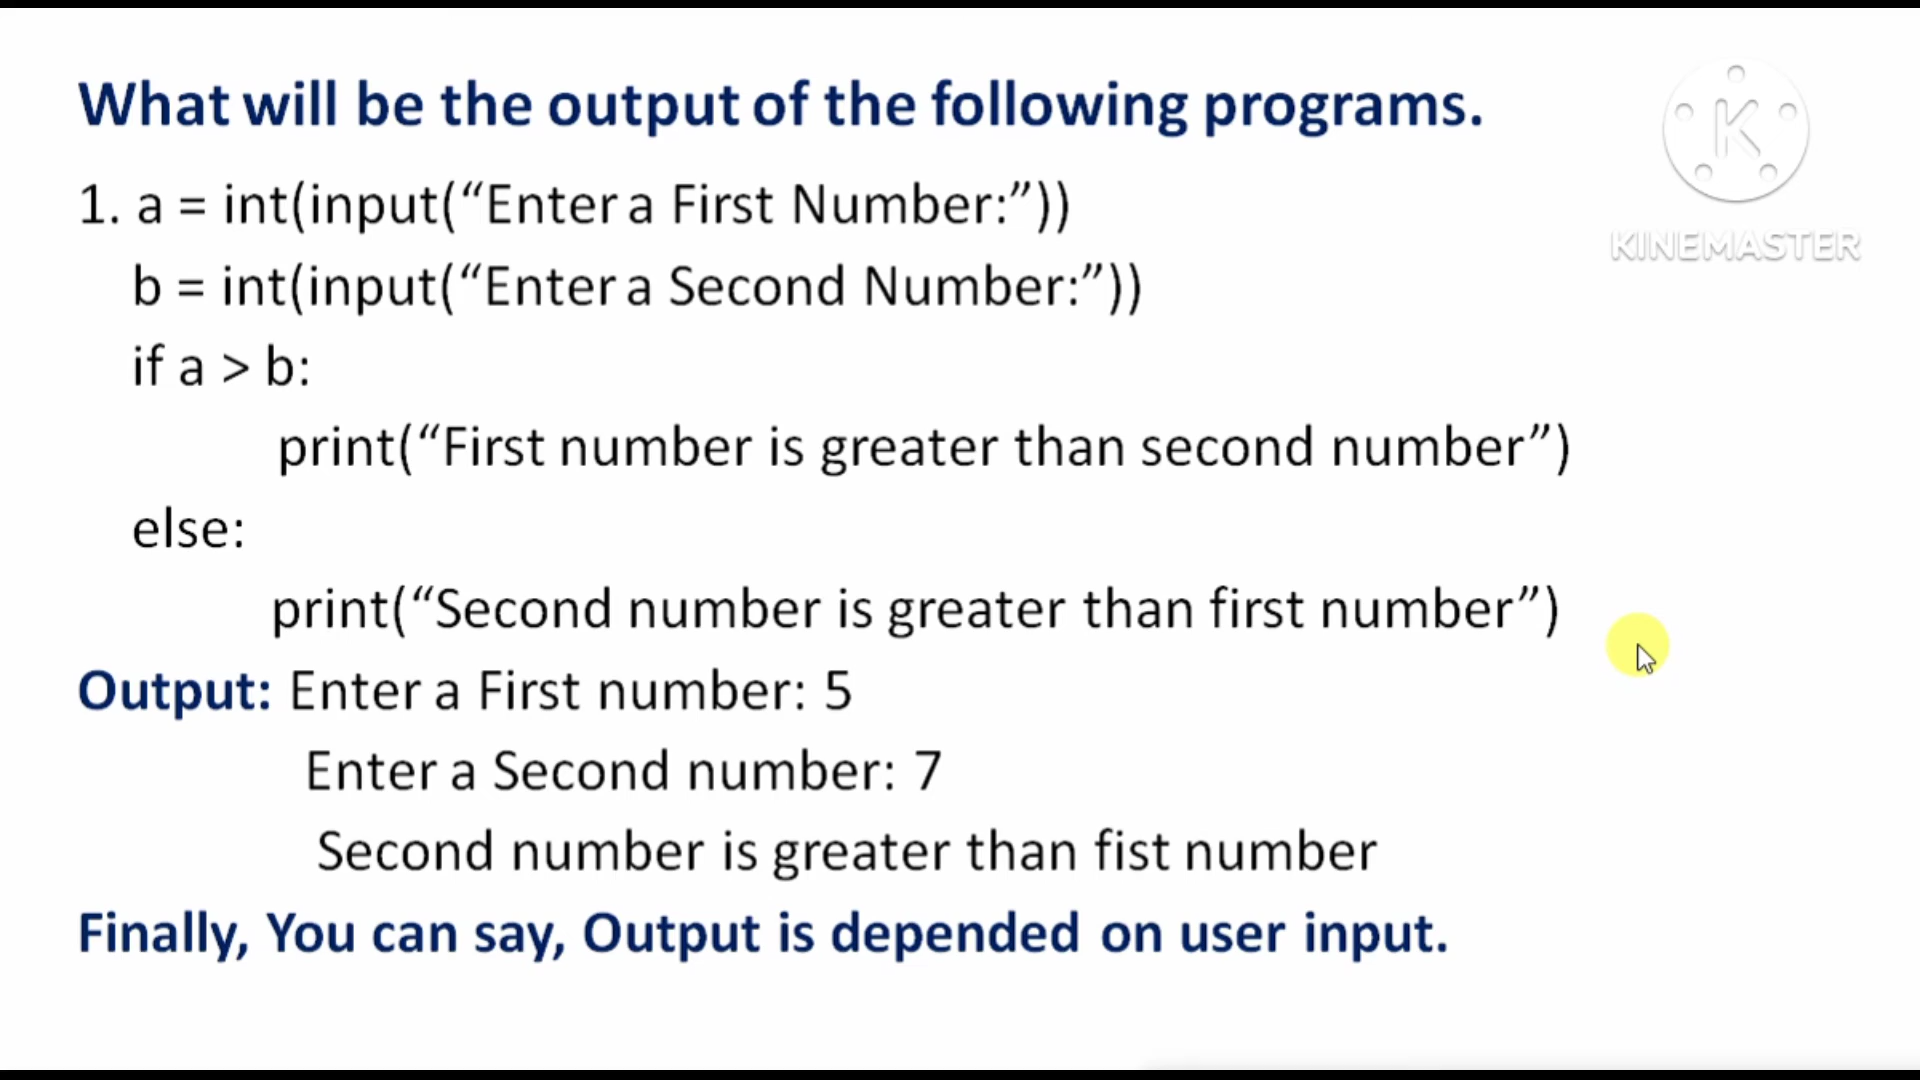 What will be the output of the following programs.
K
KINEMASTER
1. a = int(input(“Enter a First Number:”))
b = int(input(“Enter a Second Number:”))
if a > b:
print(“First number is greater than second number”)
else:
print(“Second number is greater than first number”)
Output: Enter a First number: 5
Enter a Second number: 7
Second number is greater than fist number
Finally, You can say, Output is depended on user input.